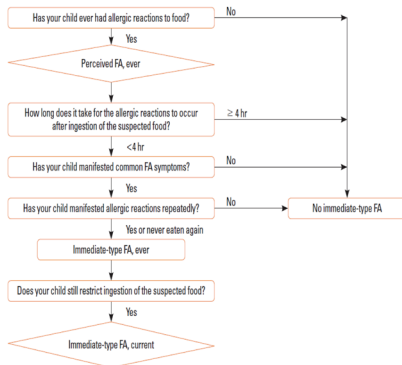 Has your child ever had allergic reactions to food?
No
Yes
Perceived FA, ever
How long does it take for the allergic reactions to occur
after ingestion of the suspected food?
≥ 4 hr
<4 hr
Has your child manifested common FA symptoms?
No
Yes
Has your child manifested allergic reactions repeatedly?
No
No immediate-type FA
Yes or never eaten again
Immediate-type FA, ever
Does your child still restrict ingestion of the suspected food?
Yes
Immediate-type FA, current